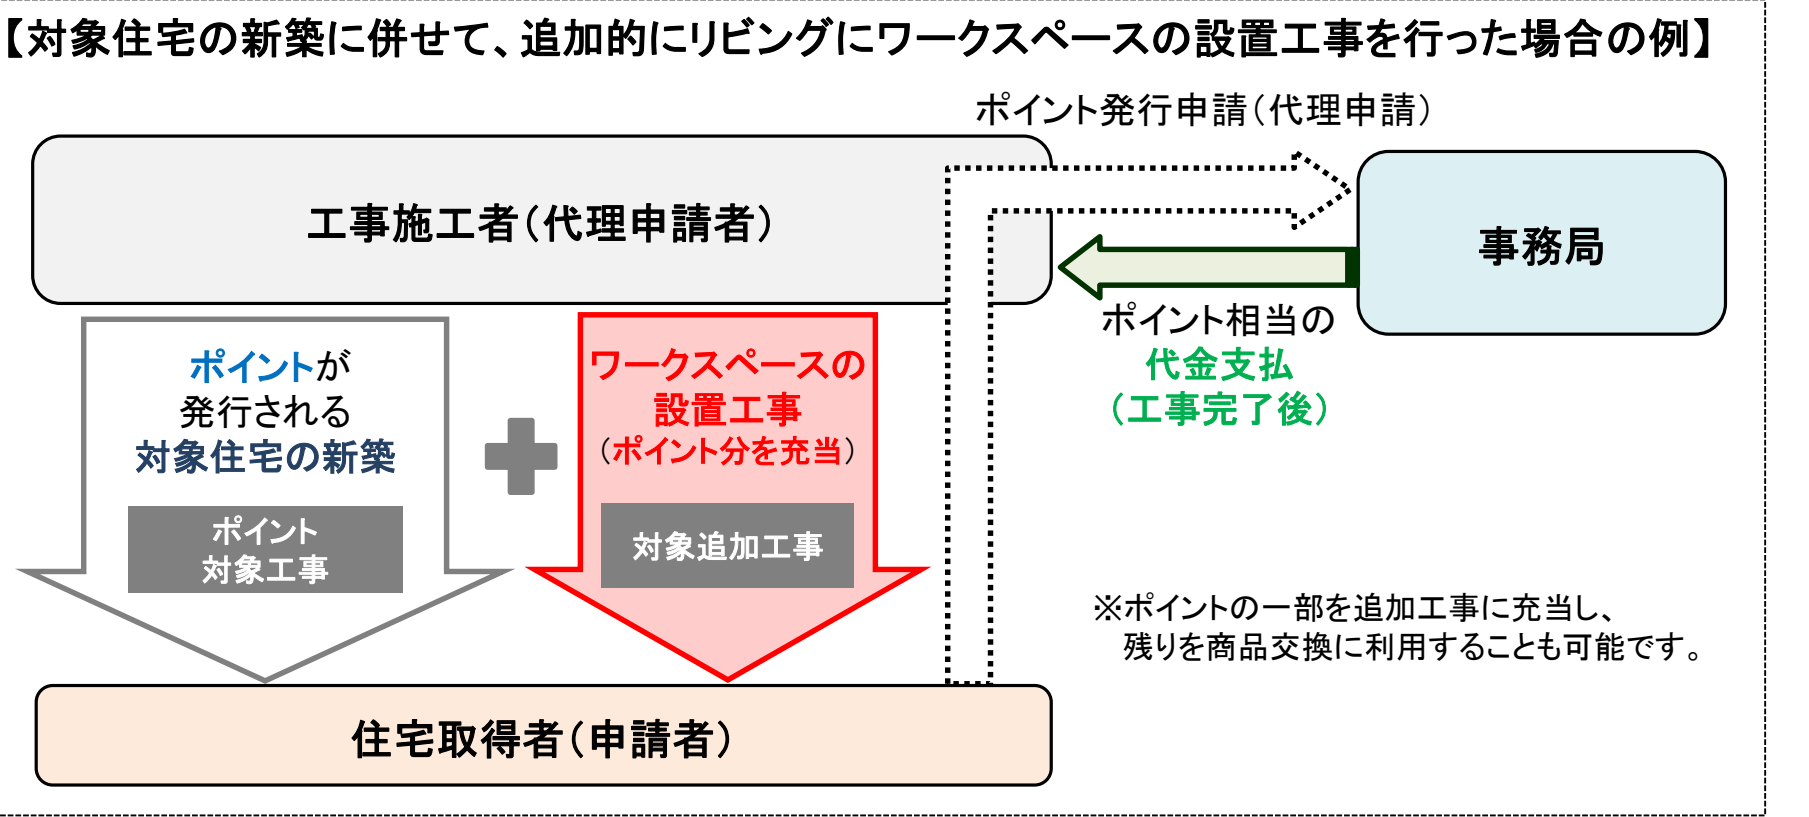 【対象住宅の新築に併せて、追加的にリビングにワークスペースの設置工事を行った場合の例】
ポイント発行申請（代理申請）
工事施工者（代理申請者）
事務局
ポイント相当の
代金支払
（工事完了後）
ポイントが
発行される
対象住宅の新築
ポイント
対象工事
ワークスペースの
設置工事
（ポイント分を充当）
対象追加工事
※ポイントの一部を追加工事に充当し、
残りを商品交換に利用することも可能です。
住宅取得者（申請者）